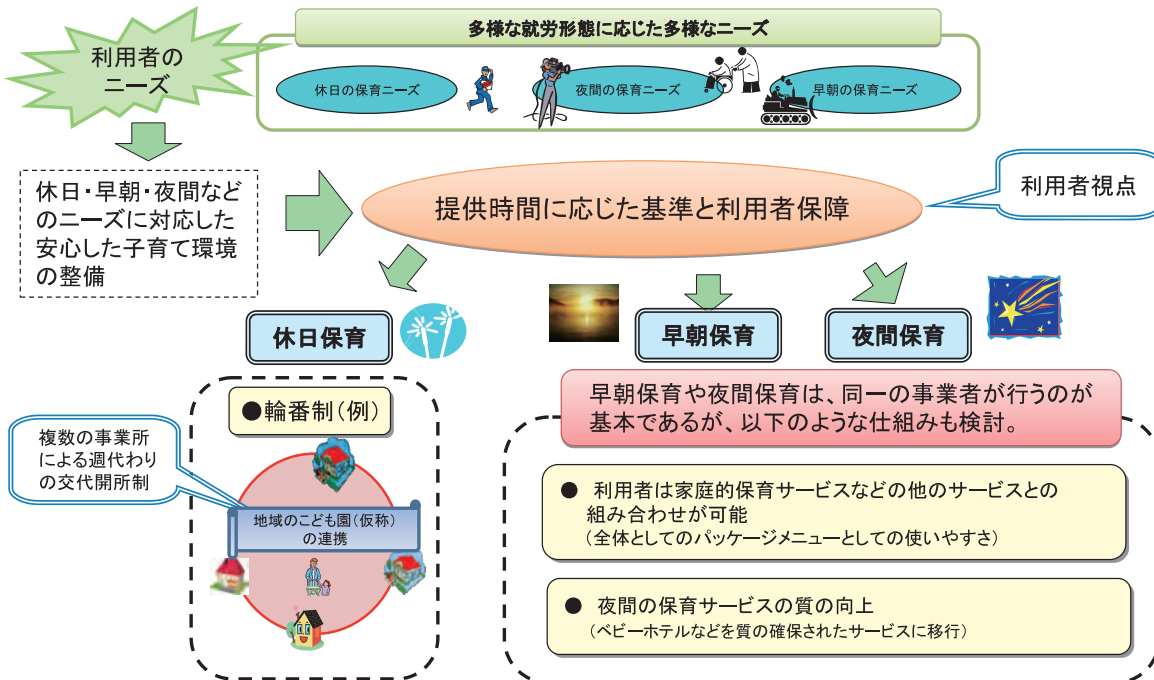 多様な就労形態に応じた多様なニーズ
利用者の
ニーズ
休日の保育ニーズ
夜間の保育ニーズ
早朝の保育ニーズ
休日・早朝・夜間など
のニーズに対応した
安心した子育て環境
の整備
提供時間に応じた基準と利用者保障
利用者視点
休日保育
早朝保育
夜間保育
●輪番制(例)
複数の事業所
による週代わり
の交代開所制
地域のこども園(仮称)
の連携
早朝保育や夜間保育は、同一の事業者が行うのが
基本であるが、以下のような仕組みも検討。
● 利用者は家庭的保育サービスなどの他のサービスとの
組み合わせが可能
(全体としてのパッケージメニューとしての使いやすさ)
● 夜間の保育サービスの質の向上
(ベビーホテルなどを質の確保されたサービスに移行)